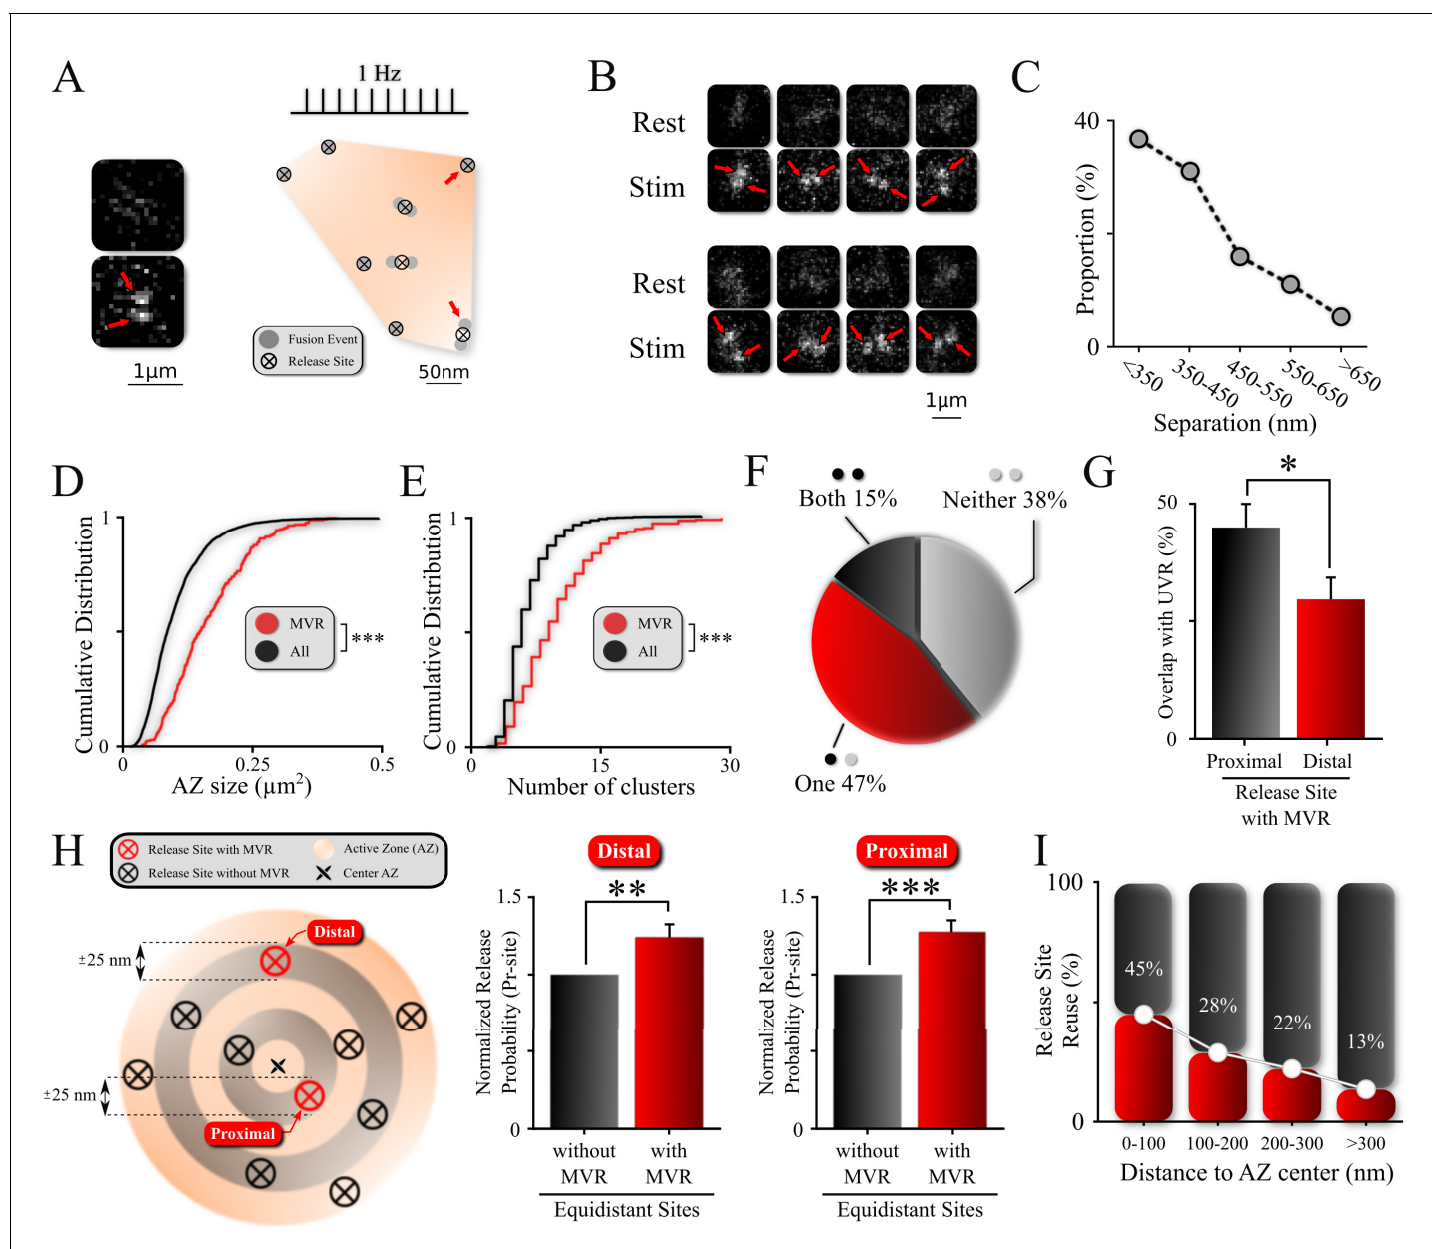 A
1 Hz
1μm
Fusion Event
Release Site
50nm
B
Rest
Stim
Rest
Stim
1μm
C
40
0
Proportion (%)
<350
350-450
450-550
550-650
>650
Separation (nm)
D
1
0
Cumulative Distribution
MVR
All
***
0
0.25
0.5
AZ size (μm²)
E
1
0
Cumulative Distribution
MVR
All
***
0
15
30
Number of clusters
F
Both 15%
Neither 38%
One 47%
G
*
50
0
Overlap with UVR (%)
Proximal
Distal
Release Site
with MVR
H
Release Site with MVR
Release Site without MVR
Active Zone (AZ)
Center AZ
Distal
±25 nm
±25 nm
Proximal
Distal
**
1.5
1
0
Normalized Release
Probability (Pr-site)
without
MVR
with
MVR
Equidistant Sites
Proximal
***
1.5
1
0
Normalized Release
Probability (Pr-site)
without
MVR
with
MVR
Equidistant Sites
I
100
0
Release Site
Reuse (%)
45%
28%
22%
13%
0-100
100-200
200-300
>300
Distance to AZ center (nm)